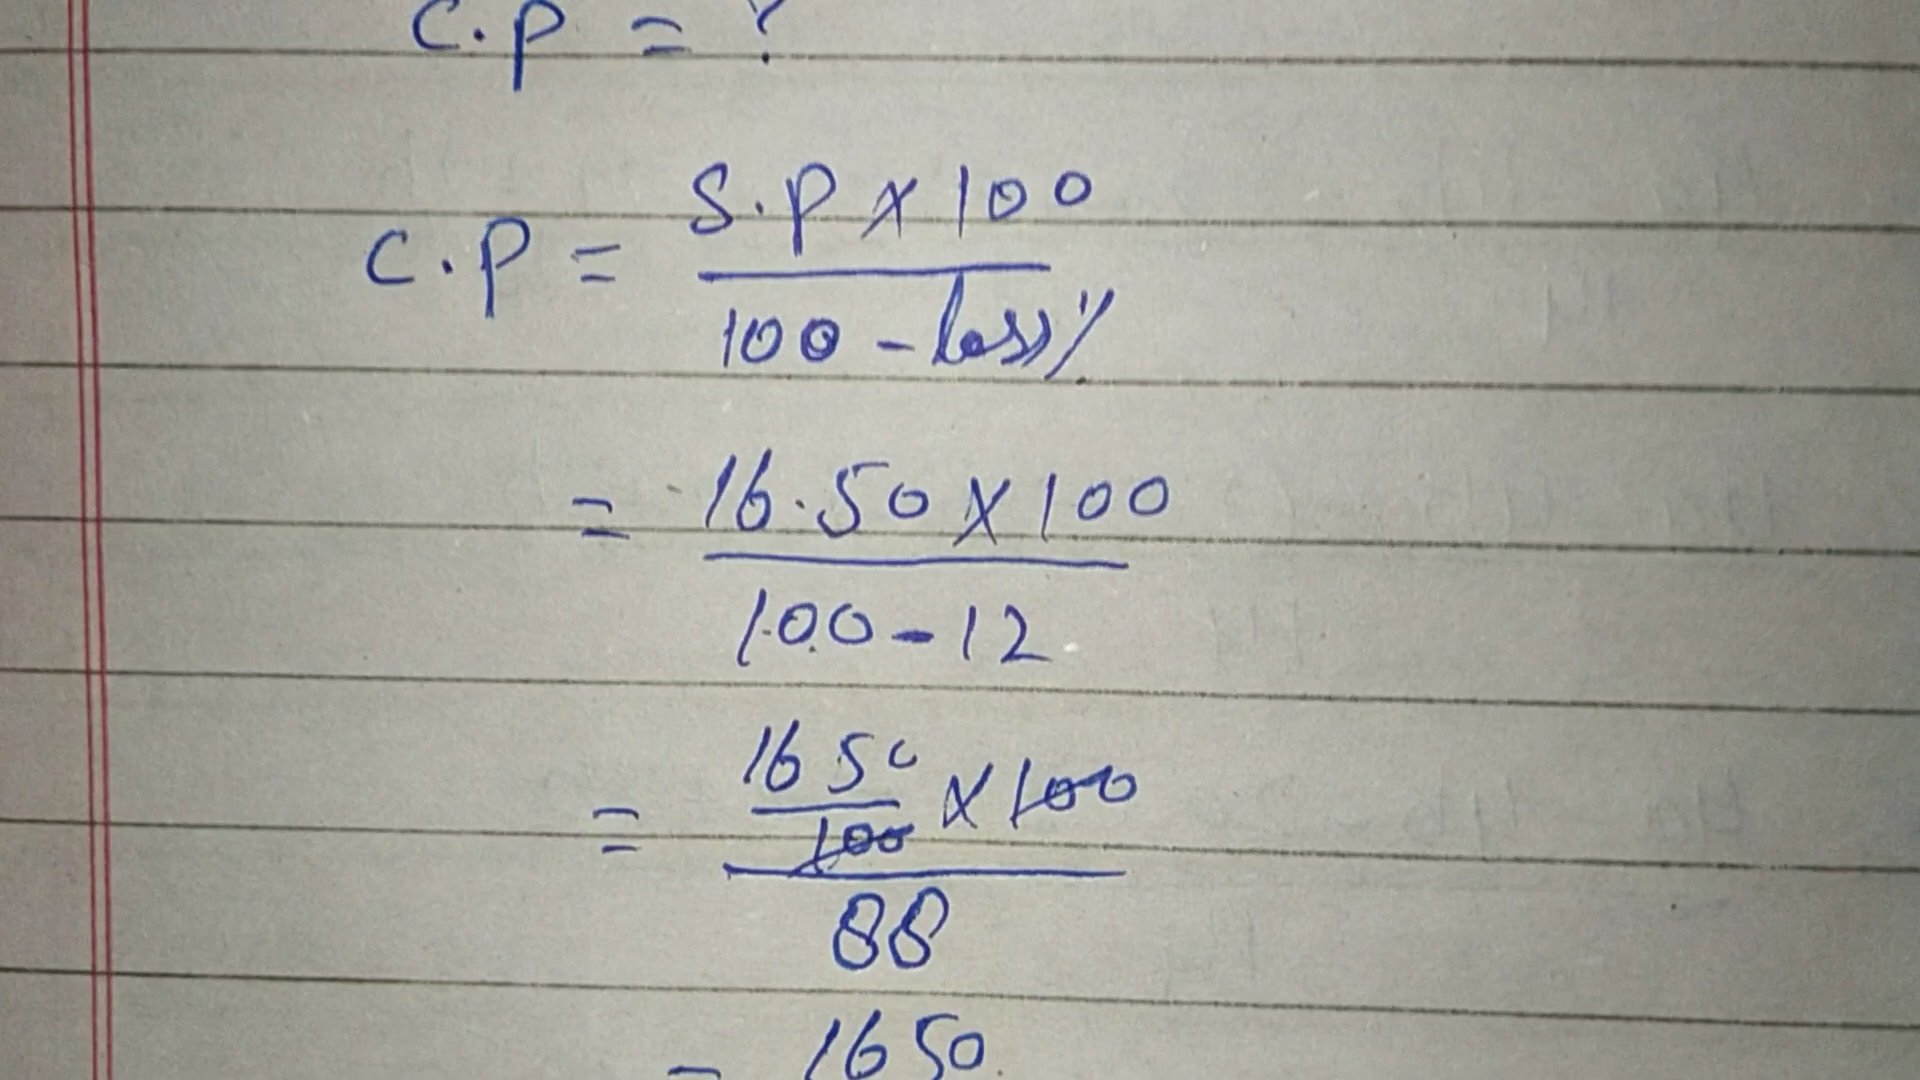 C.P = ?
C.P = S.P × 100 / 100 - loss%
= 16.50 × 100 / 100 - 12
= 1650/100 × 100 / 88
= 1650